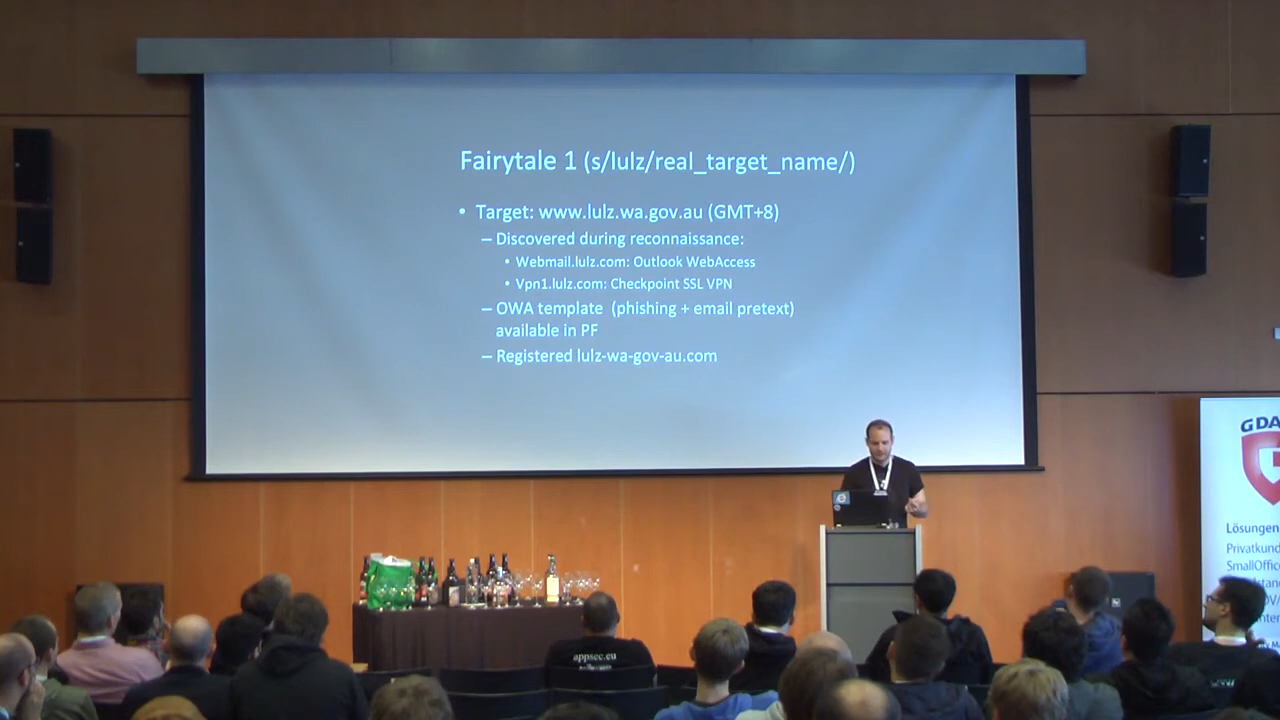 Fairytale 1 (s/lulz/real_target_name/)
• Target: www.lulz.wa.gov.au (GMT+8)
– Discovered during reconnaissance:
• Webmail.lulz.com: Outlook WebAccess
• Vpn1.lulz.com: Checkpoint SSL VPN
– OWA template (phishing + email pretext)
available in PF
– Registered lulz-wa-gov-au.com
GDA
Lösungen
Privatkund
SmallOffice
appsec.eu